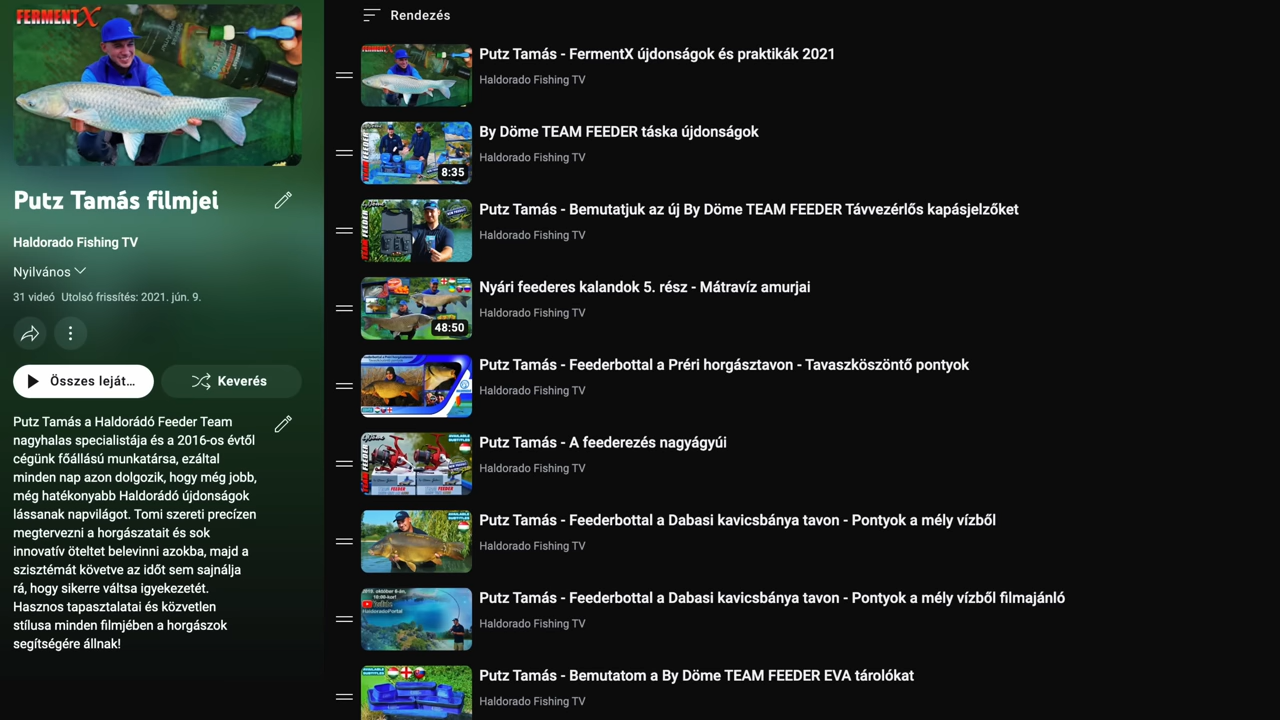 FERMENTX
Putz Tamás filmjei
Haldorado Fishing TV
Nyilvános
31 videó Utolsó frissítés: 2021. jún. 9.
Összes leját...
Keverés
Putz Tamás a Haldorádó Feeder Team
nagyhalas specialistája és a 2016-os évtől
cégünk főállású munkatársa, ezáltal
minden nap azon dolgozik, hogy még jobb,
még hatékonyabb Haldorádó újdonságok
lássanak napvilágot. Tomi szereti precízen
megtervezni a horgászatait és sok
innovatív öteltet belevinni azokba, majd a
szisztémát követve az időt sem sajnálja
rá, hogy sikerre váltsa igyekezetét.
Hasznos tapasztalatai és közvetlen
stílusa minden filmjében a horgászok
segítségére állnak!
Rendezés
Putz Tamás - FermentX újdonságok és praktikák 2021
Haldorado Fishing TV
By Döme TEAM FEEDER táska újdonságok
Haldorado Fishing TV
8:35
Putz Tamás - Bemutatjuk az új By Döme TEAM FEEDER Távvezérlős kapásjelzőket
Haldorado Fishing TV
Nyári feederes kalandok 5. rész - Mátravíz amurjai
Haldorado Fishing TV
48:50
Putz Tamás - Feederbottal a Préri horgásztavon - Tavaszköszöntő pontyok
Haldorado Fishing TV
Putz Tamás - A feederezés nagyágyúi
Haldorado Fishing TV
Putz Tamás - Feederbottal a Dabasi kavicsbánya tavon - Pontyok a mély vízből
Haldorado Fishing TV
Putz Tamás - Feederbottal a Dabasi kavicsbánya tavon - Pontyok a mély vízből filmajánló
Haldorado Fishing TV
Putz Tamás - Bemutatom a By Döme TEAM FEEDER EVA tárolókat
Haldorado Fishing TV